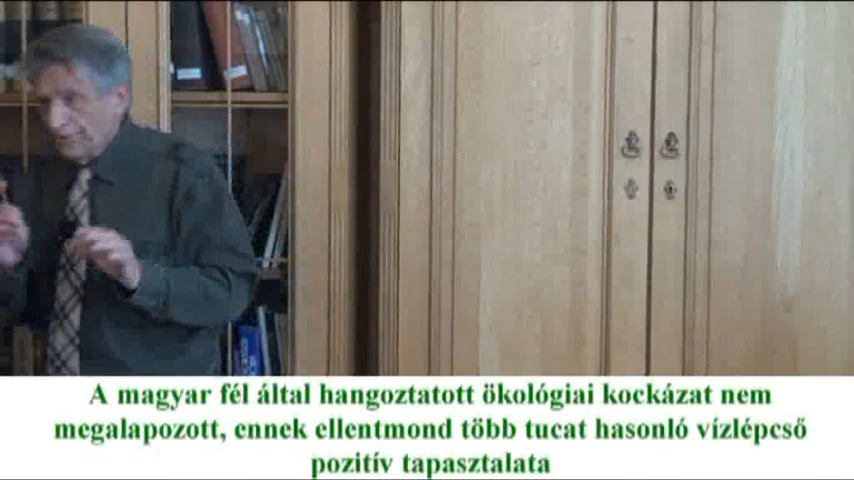 A magyar fél által hangoztatott ökológiai kockázat nem
megalapozott, ennek ellentmond több tucat hasonló vízlépcső
pozitív tapasztalata